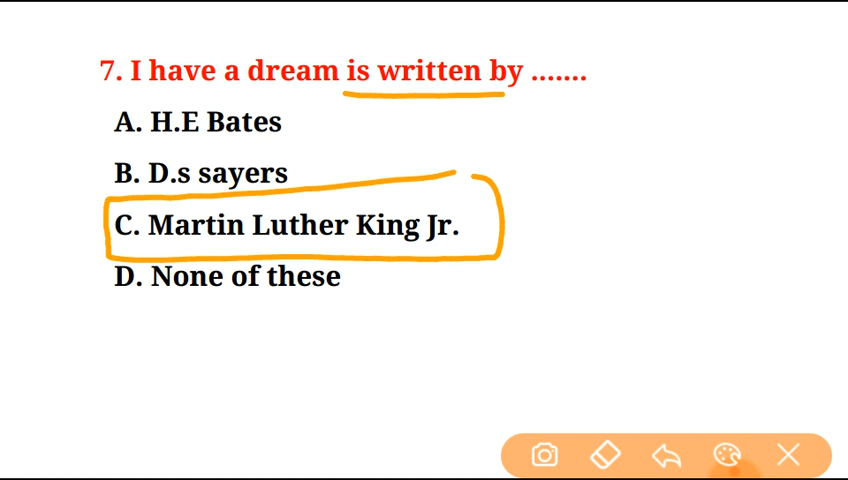 7. I have a dream is written by .......
A. H.E Bates
B. D.s sayers
C. Martin Luther King Jr.
D. None of these